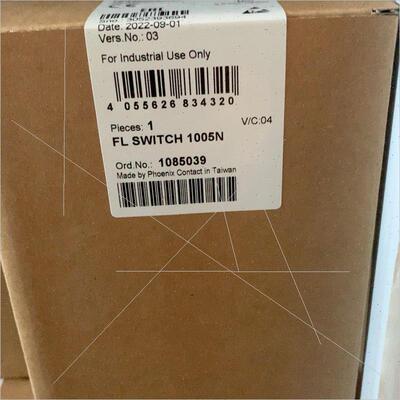 Date: 2022-09-01
Vers.No.: 03
For Industrial Use Only
4 055626 834320
Pieces: 1
V/C:04
FL SWITCH 1005N
Ord.No.: 1085039
Made by Phoenix Contact in Taiwan